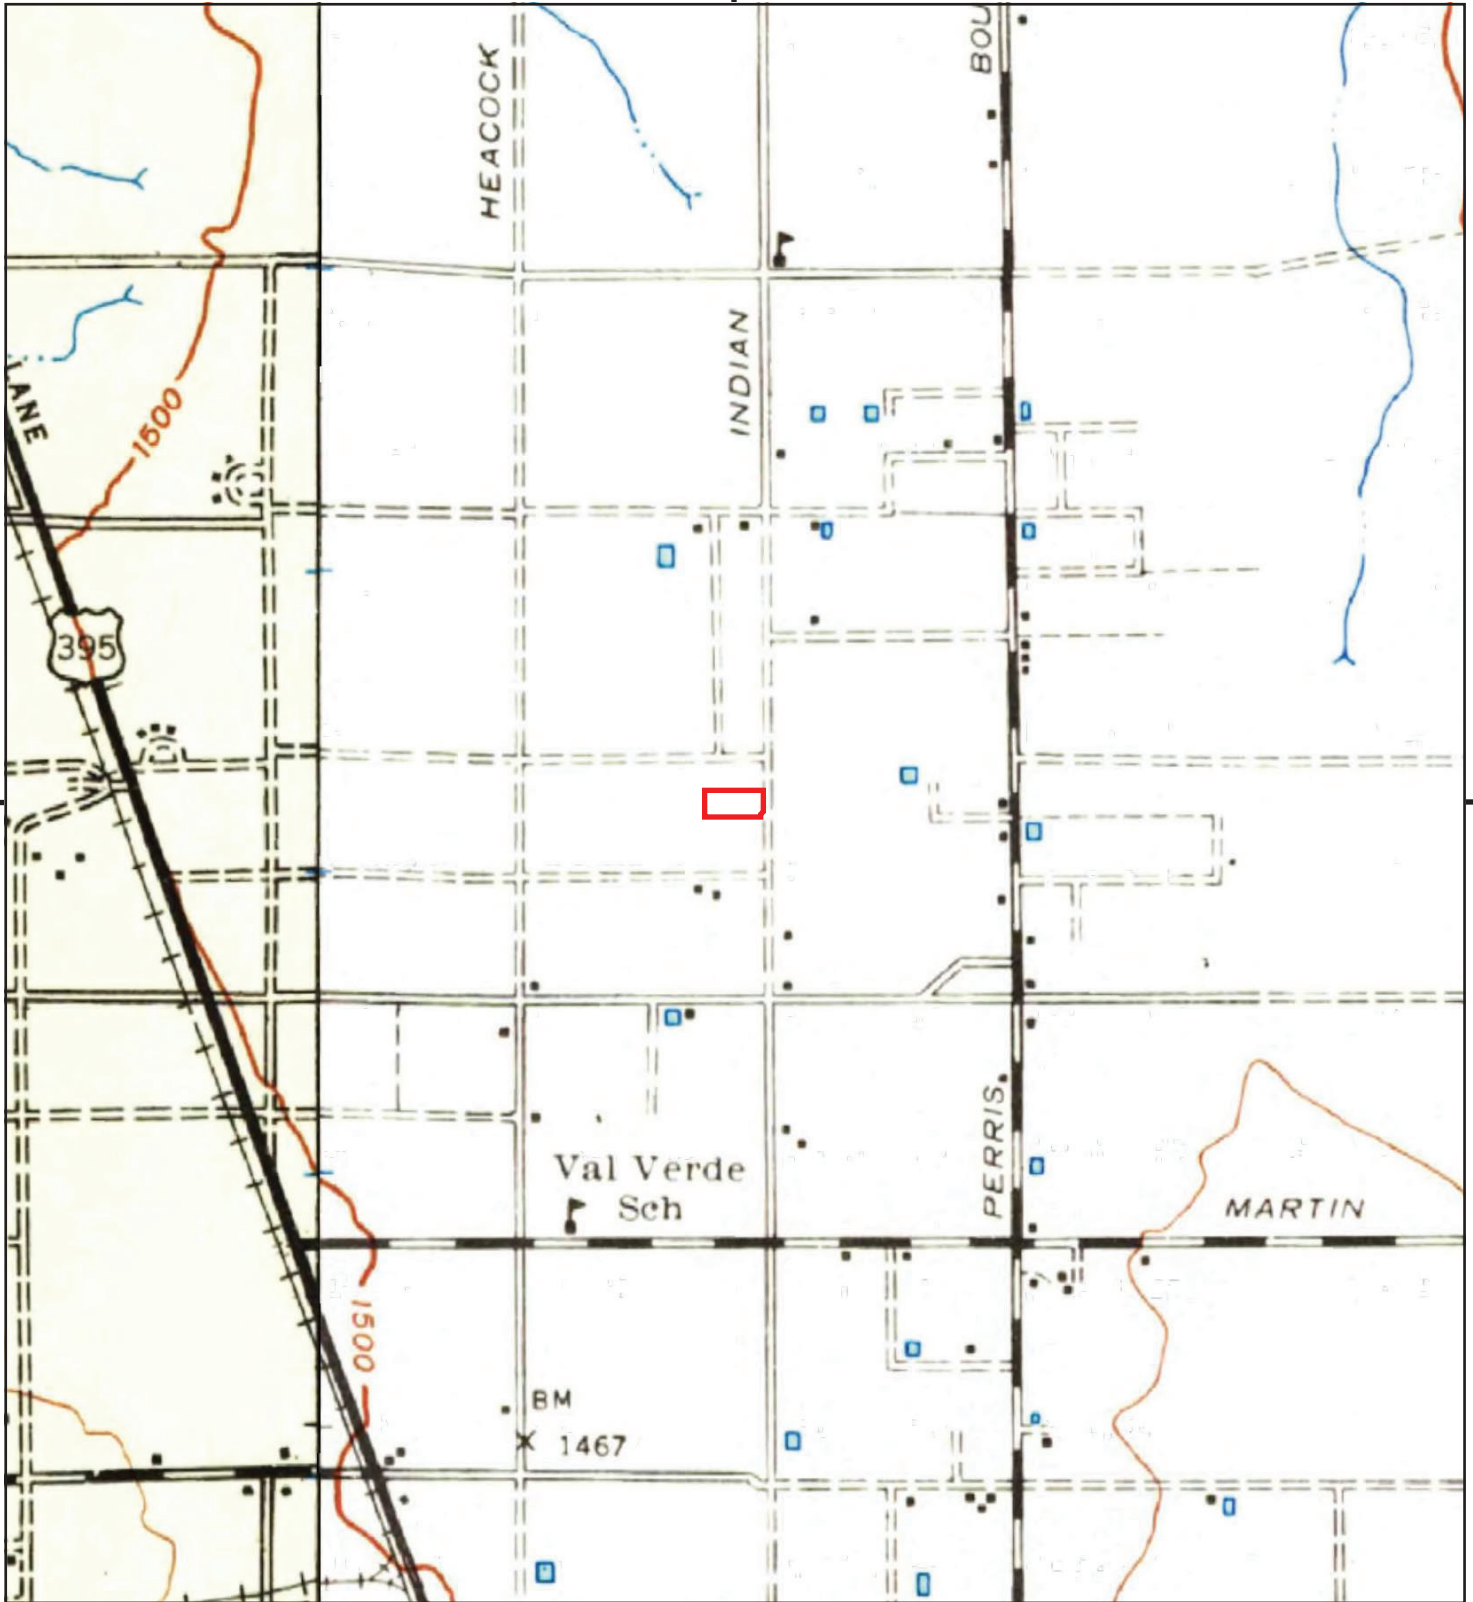 HEACOCK
BOU
INDIAN
LANE
1500
395
Val Verde
Sch
PERRIS
MARTIN
1500
BM
1467